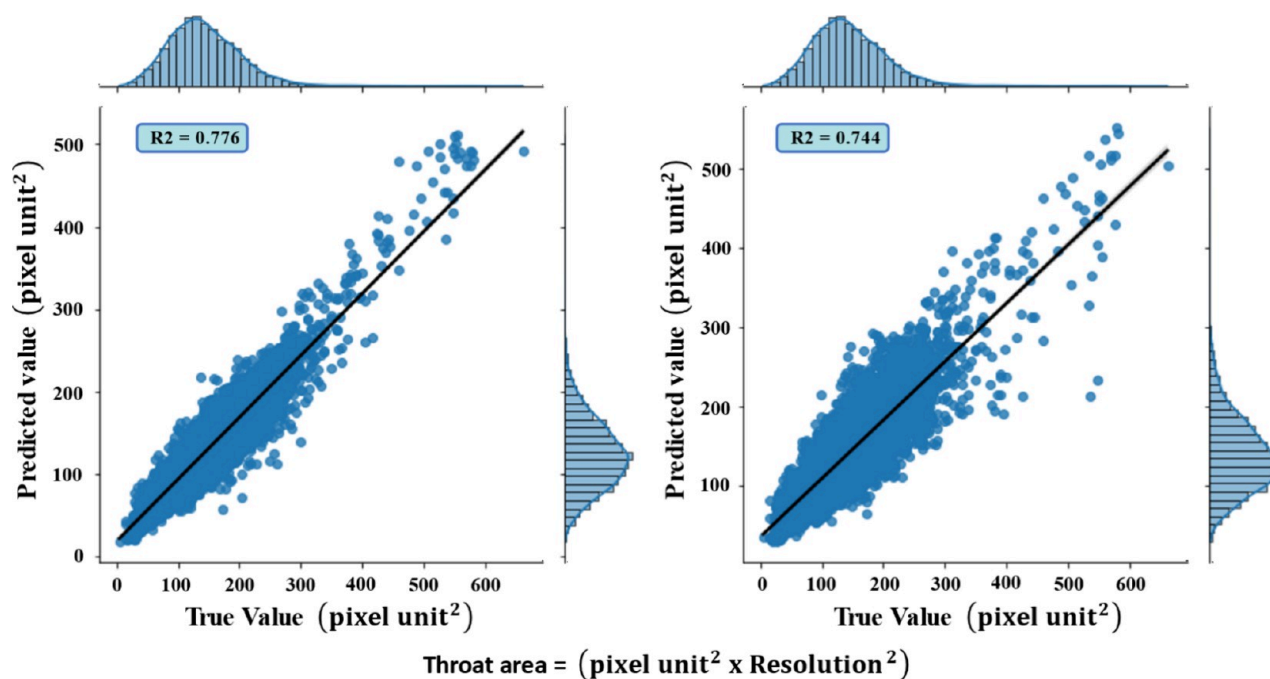 R2 = 0.776
500
400
300
200
100
0
Predicted value (pixel unit²)
0 100 200 300 400 500 600
True Value (pixel unit²)
R2 = 0.744
500
400
300
200
100
Predicted value (pixel unit²)
0 100 200 300 400 500 600
True Value (pixel unit²)
Throat area = (pixel unit² x Resolution²)